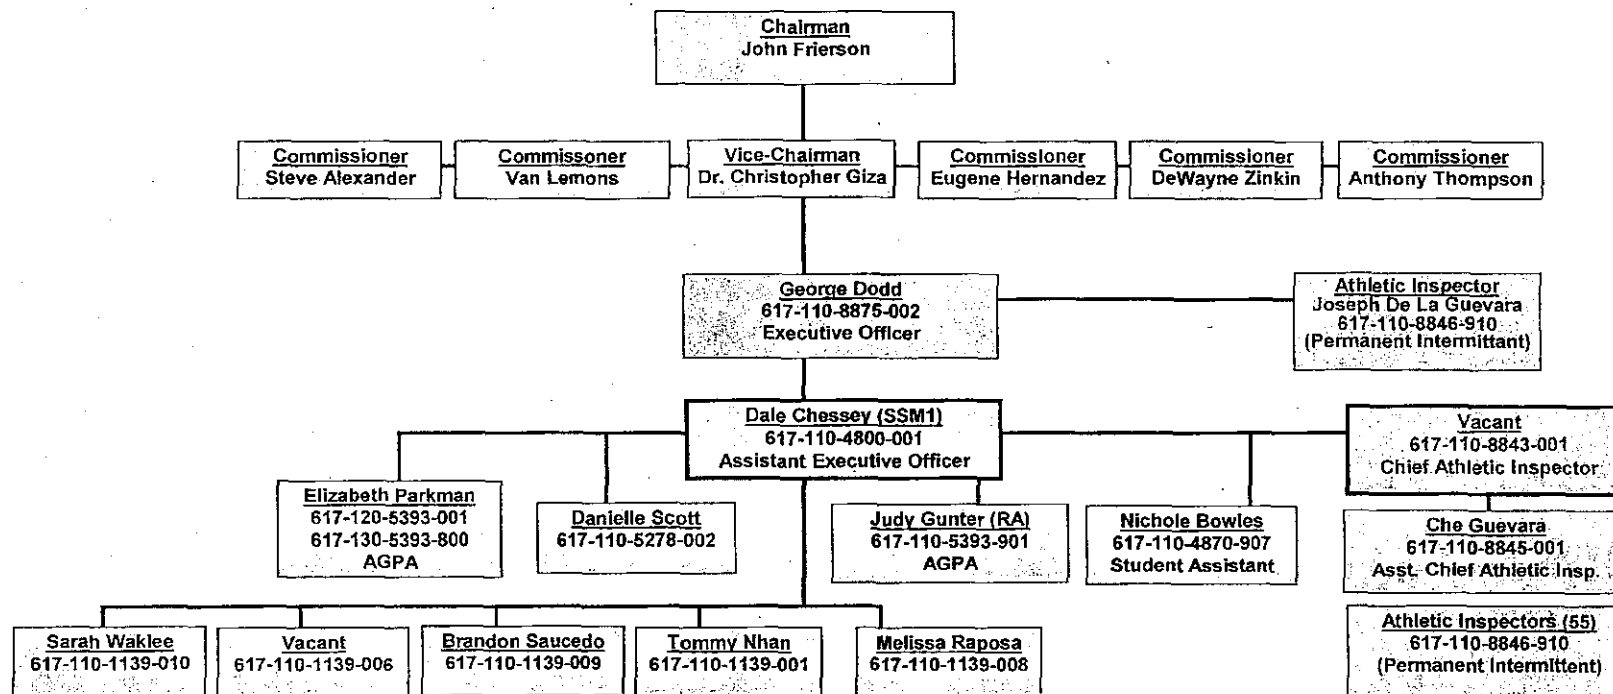 Chairman
John Frierson
Commissioner
Steve Alexander
Commissoner
Van Lemons
Vice-Chairman
Dr. Christopher Giza
Commissioner
Eugene Hernandez
Commissioner
DeWayne Zinkin
Commissioner
Anthony Thompson
George Dodd
617-110-8875-002
Executive Officer
Athletic Inspector
Joseph De La Guevara
617-110-8846-910
(Permanent Intermittant)
Dale Chessey (SSM1)
617-110-4800-001
Assistant Executive Officer
Vacant
617-110-8843-001
Chief Athletic Inspector
Elizabeth Parkman
617-120-5393-001
617-130-5393-800
AGPA
Danielle Scott
617-110-5278-002
Judy Gunter (RA)
617-110-5393-901
AGPA
Nichole Bowles
617-110-4870-907
Student Assistant
Che Guevara
617-110-8845-001
Asst. Chief Athletic Insp.
Sarah Waklee
617-110-1139-010
Vacant
617-110-1139-006
Brandon Saucedo
617-110-1139-009
Tommy Nhan
617-110-1139-001
Melissa Raposa
617-110-1139-008
Athletic Inspectors (55)
617-110-8846-910
(Permanent Intermittent)